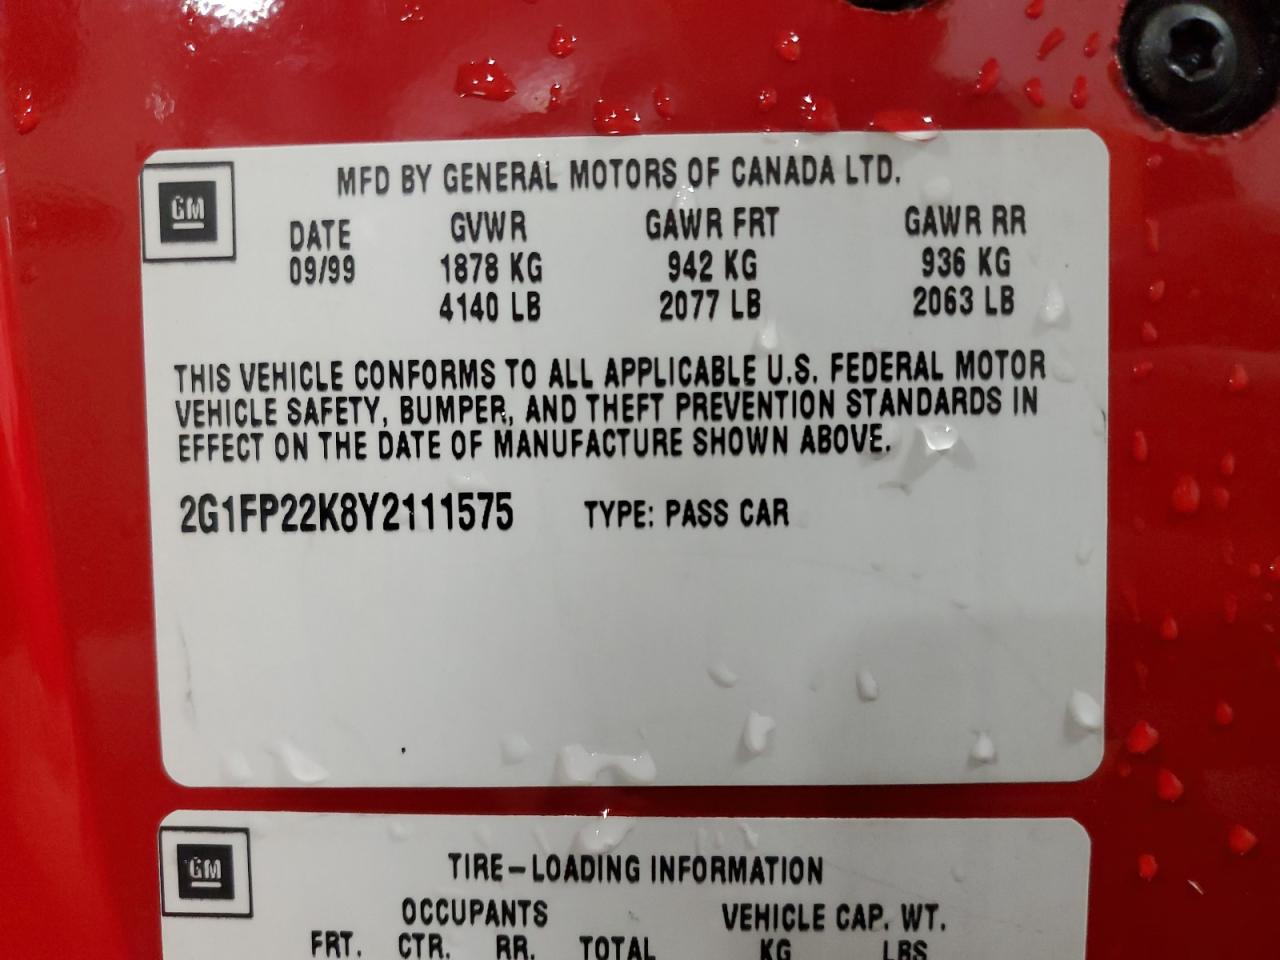 GM
MFD BY GENERAL MOTORS OF CANADA LTD.
DATE GVWR GAWR FRT GAWR RR
09/99 1878 KG 942 KG 936 KG
4140 LB 2077 LB 2063 LB
THIS VEHICLE CONFORMS TO ALL APPLICABLE U.S. FEDERAL MOTOR
VEHICLE SAFETY, BUMPER, AND THEFT PREVENTION STANDARDS IN
EFFECT ON THE DATE OF MANUFACTURE SHOWN ABOVE.
2G1FP22K8Y2111575 TYPE: PASS CAR
GM
TIRE-LOADING INFORMATION
OCCUPANTS VEHICLE CAP. WT.
FRT. CTR. RR. TOTAL KG LBS